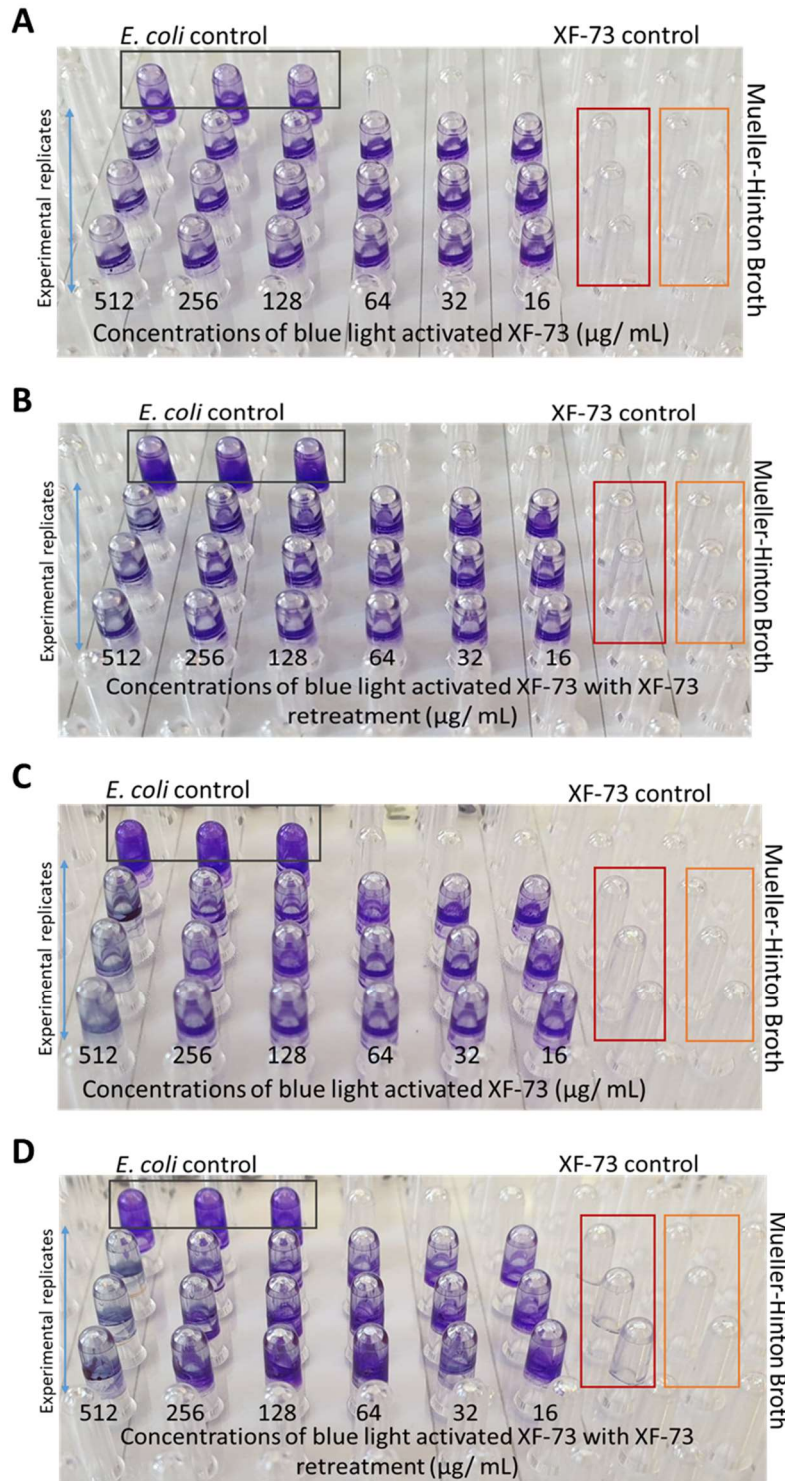 A
E. coli control
XF-73 control
Experimental replicates
Mueller-Hinton Broth
512 256 128 64 32 16
Concentrations of blue light activated XF-73 (µg/ mL)
B
E. coli control
XF-73 control
Experimental replicates
Mueller-Hinton Broth
512 256 128 64 32 16
Concentrations of blue light activated XF-73 with XF-73
retreatment (µg/ mL)
C
E. coli control
XF-73 control
Experimental replicates
Mueller-Hinton Broth
512 256 128 64 32 16
Concentrations of blue light activated XF-73 (µg/ mL)
D
E. coli control
XF-73 control
Experimental replicates
Mueller-Hinton Broth
512 256 128 64 32 16
Concentrations of blue light activated XF-73 with XF-73
retreatment (µg/ mL)